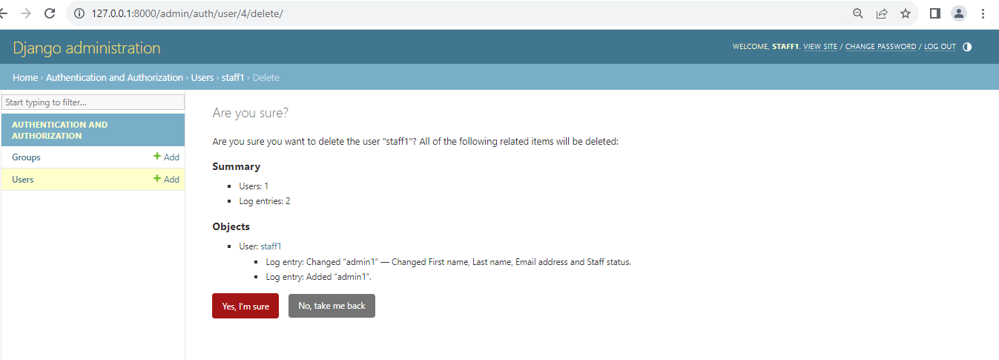 127.0.0.1:8000/admin/auth/user/4/delete/
Django administration
WELCOME, STAFF1. VIEW SITE / CHANGE PASSWORD / LOG OUT
Home › Authentication and Authorization › Users › staff1 › Delete
Start typing to filter...
AUTHENTICATION AND
AUTHORIZATION
Groups
+ Add
Users
+ Add
Are you sure?
Are you sure you want to delete the user "staff1"? All of the following related items will be deleted:
Summary
Users: 1
Log entries: 2
Objects
User: staff1
Log entry: Changed “admin1” — Changed First name, Last name, Email address and Staff status.
Log entry: Added “admin1”.
Yes, I’m sure
No, take me back